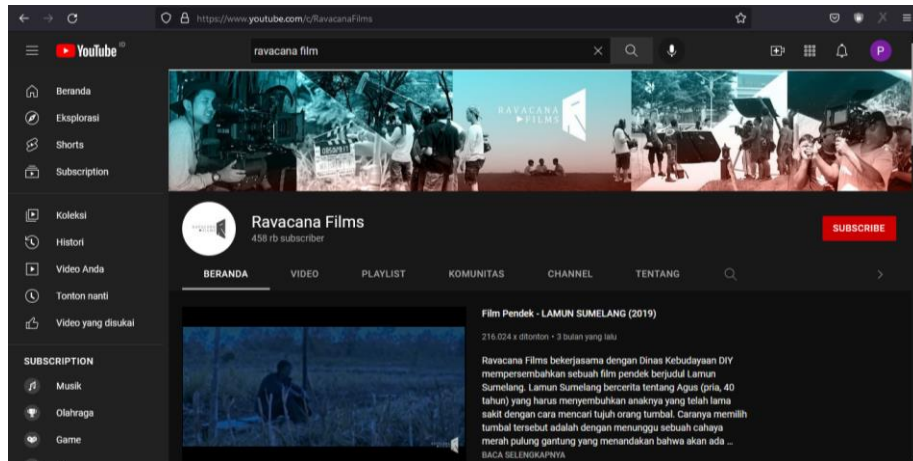 https://www.youtube.com/c/RavacanaFilms
YouTube ID
ravacana film
P
Beranda
Eksplorasi
Shorts
Subscription
Koleksi
Histori
Video Anda
Tonton nanti
Video yang disukai
SUBSCRIPTION
Musik
Olahraga
Game
RAVACANA
FILMS
Ravacana Films
458 rb subscriber
SUBSCRIBE
BERANDA VIDEO PLAYLIST KOMUNITAS CHANNEL TENTANG
Film Pendek - LAMUN SUMELANG (2019)
216.024 x ditonton • 3 bulan yang lalu
Ravacana Films bekerjasama dengan Dinas Kebudayaan DIY
mempersembahkan sebuah film pendek berjudul Lamun
Sumelang. Lamun Sumelang bercerita tentang Agus (pria, 40
tahun) yang harus menyembuhkan anaknya yang telah lama
sakit dengan cara mencari tujuh orang tumbal. Caranya memilih
tumbal tersebut adalah dengan menunggu sebuah cahaya
merah pulung gantung yang menandakan bahwa akan ada ...
BACA SELENGKAPNYA